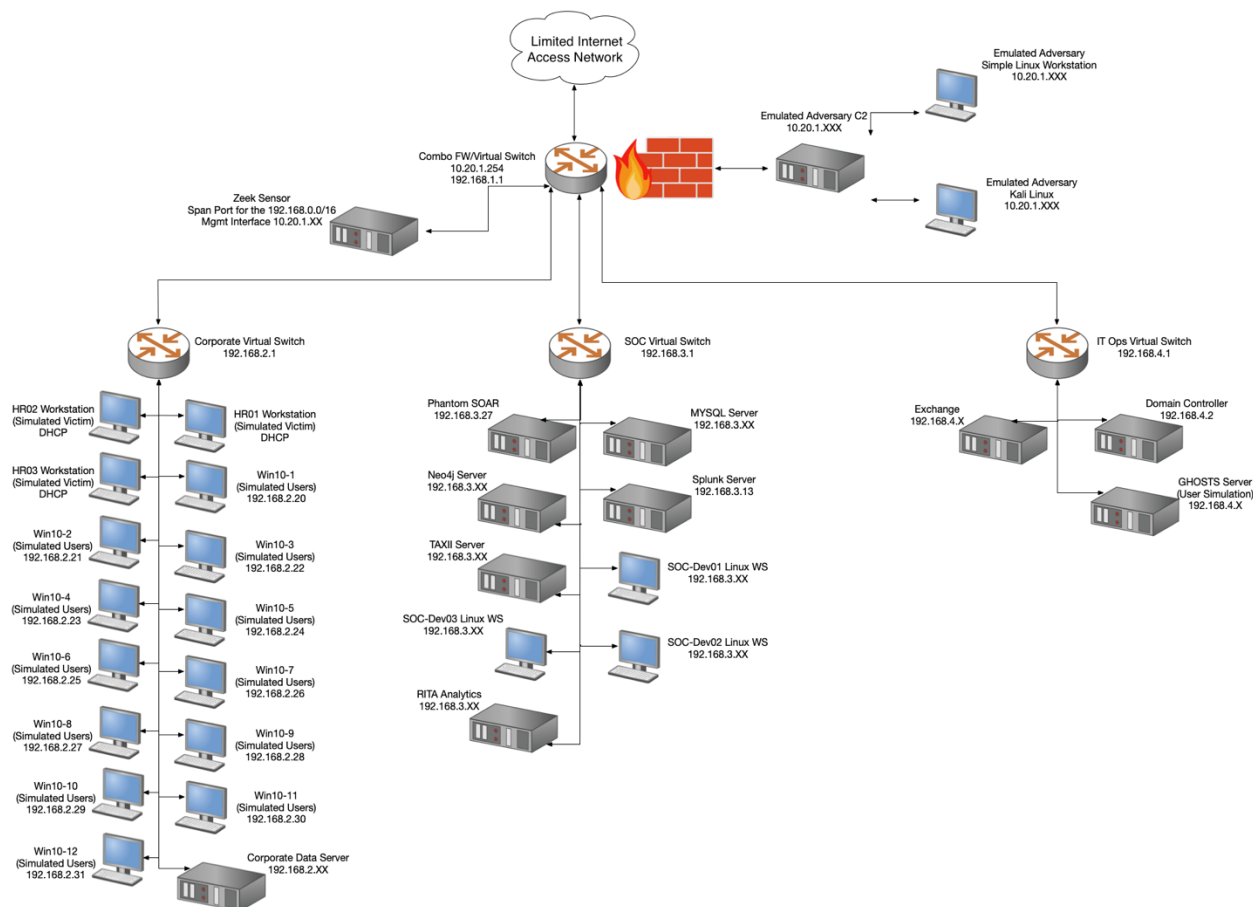 Limited Internet
Access Network
Emulated Adversary
Simple Linux Workstation
10.20.1.XXX
Emulated Adversary C2
10.20.1.XXX
Combo FW/Virtual Switch
10.20.1.254
192.168.1.1
Zeek Sensor
Span Port for the 192.168.0.0/16
Mgmt Interface 10.20.1.XX
Emulated Adversary
Kali Linux
10.20.1.XXX
Corporate Virtual Switch
192.168.2.1
SOC Virtual Switch
192.168.3.1
IT Ops Virtual Switch
192.168.4.1
HR02 Workstation
(Simulated Victim)
DHCP
HR01 Workstation
(Simulated Victim)
DHCP
HR03 Workstation
(Simulated Victim)
DHCP
Win10-1
(Simulated Users)
192.168.2.20
Win10-2
(Simulated Users)
192.168.2.21
Win10-3
(Simulated Users)
192.168.2.22
Win10-4
(Simulated Users)
192.168.2.23
Win10-5
(Simulated Users)
192.168.2.24
Win10-6
(Simulated Users)
192.168.2.25
Win10-7
(Simulated Users)
192.168.2.26
Win10-8
(Simulated Users)
192.168.2.27
Win10-9
(Simulated Users)
192.168.2.28
Win10-10
(Simulated Users)
192.168.2.29
Win10-11
(Simulated Users)
192.168.2.30
Win10-12
(Simulated Users)
192.168.2.31
Corporate Data Server
192.168.2.XX
Phantom SOAR
192.168.3.27
MYSQL Server
192.168.3.XX
Neo4j Server
192.168.3.XX
Splunk Server
192.168.3.13
TAXII Server
192.168.3.XX
SOC-Dev01 Linux WS
192.168.3.XX
SOC-Dev03 Linux WS
192.168.3.XX
SOC-Dev02 Linux WS
192.168.3.XX
RITA Analytics
192.168.3.XX
Exchange
192.168.4.X
Domain Controller
192.168.4.2
GHOSTS Server
(User Simulation)
192.168.4.X